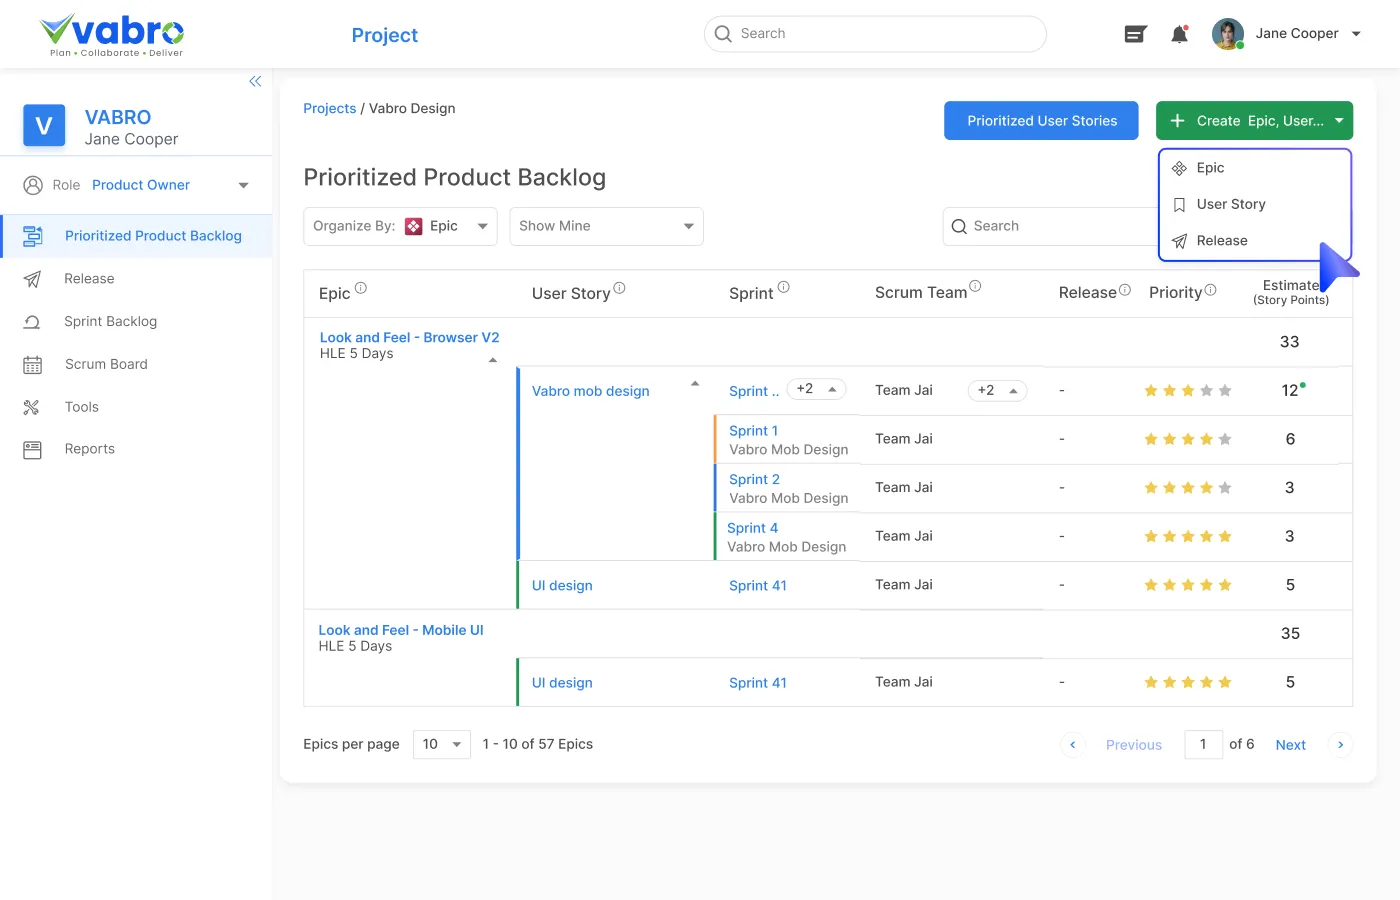 vabro
Plan • Collaborate • Deliver
Project
Search
Jane Cooper
V
VABRO
Jane Cooper
Role Product Owner
Prioritized Product Backlog
Release
Sprint Backlog
Scrum Board
Tools
Reports
Projects / Vabro Design
Prioritized User Stories
+ Create Epic, User...
Epic
User Story
Release
Prioritized Product Backlog
Organize By: Epic
Show Mine
Search
Epic User Story Sprint Scrum Team Release Priority Estimate
(Story Points)
Look and Feel - Browser V2 33
HLE 5 Days
Vabro mob design Sprint .. +2 Team Jai +2 - 12
Sprint 1 Team Jai - 6
Vabro Mob Design
Sprint 2 Team Jai - 3
Vabro Mob Design
Sprint 4 Team Jai - 3
Vabro Mob Design
UI design Sprint 41 Team Jai - 5
Look and Feel - Mobile UI 35
HLE 5 Days
UI design Sprint 41 Team Jai - 5
Epics per page 10 1 - 10 of 57 Epics
Previous 1 of 6 Next